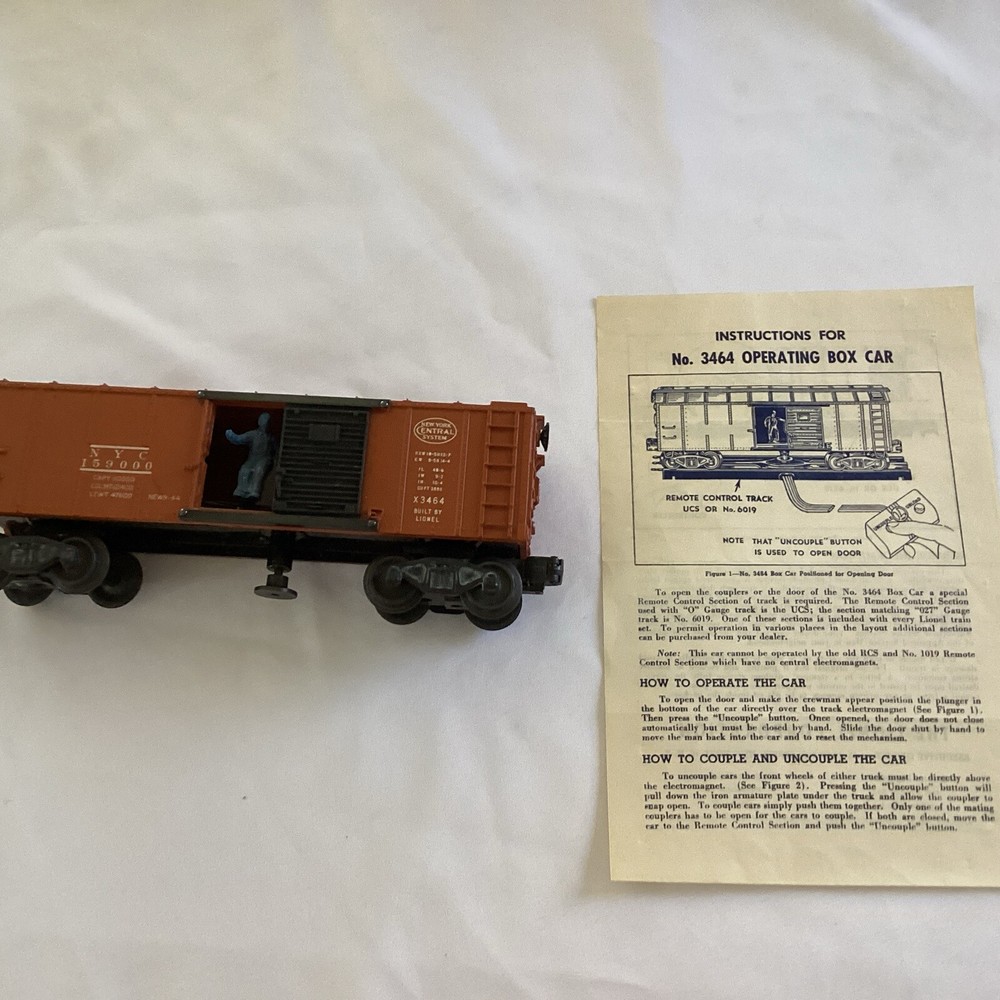 N Y C
159000
NEW YORK
CENTRAL
SYSTEM
X3464
BUILT BY
LIONEL
INSTRUCTIONS FOR
No. 3464 OPERATING BOX CAR
REMOTE CONTROL TRACK
UCS OR No. 6019
NOTE THAT "UNCOUPLE" BUTTON
IS USED TO OPEN DOOR
Figure 1—No. 3464 Box Car Positioned for Opening Door
To open the couplers or the door of the No. 3464 Box Car a special
Remote Control Section of track is required. The Remote Control Section
used with "O" Gauge track is the UCS; the section matching "027" Gauge
track is No. 6019. One of these sections is included with every Lionel train
set. To permit operation in various places in the layout additional sections
can be purchased from your dealer.
Note: This car cannot be operated by the old RCS and No. 1019 Remote
Control Sections which have no central electromagnets.
HOW TO OPERATE THE CAR
To open the door and make the crewman appear position the plunger in
the bottom of the car directly over the track electromagnet (See Figure 1).
Then press the "Uncouple" button. Once opened, the door does not close
automatically but must be closed by hand. Slide the door shut by hand to
move the man back into the car and to reset the mechanism.
HOW TO COUPLE AND UNCOUPLE THE CAR
To uncouple cars the front wheels of either truck must be directly above
the electromagnet. (See Figure 2). Pressing the "Uncouple" button will
pull down the iron armature plate under the truck and allow the coupler to
snap open. To couple cars simply push them together. Only one of the mating
couplers has to be open for the cars to couple. If both are closed, move the
car to the Remote Control Section and push the "Uncouple" button.